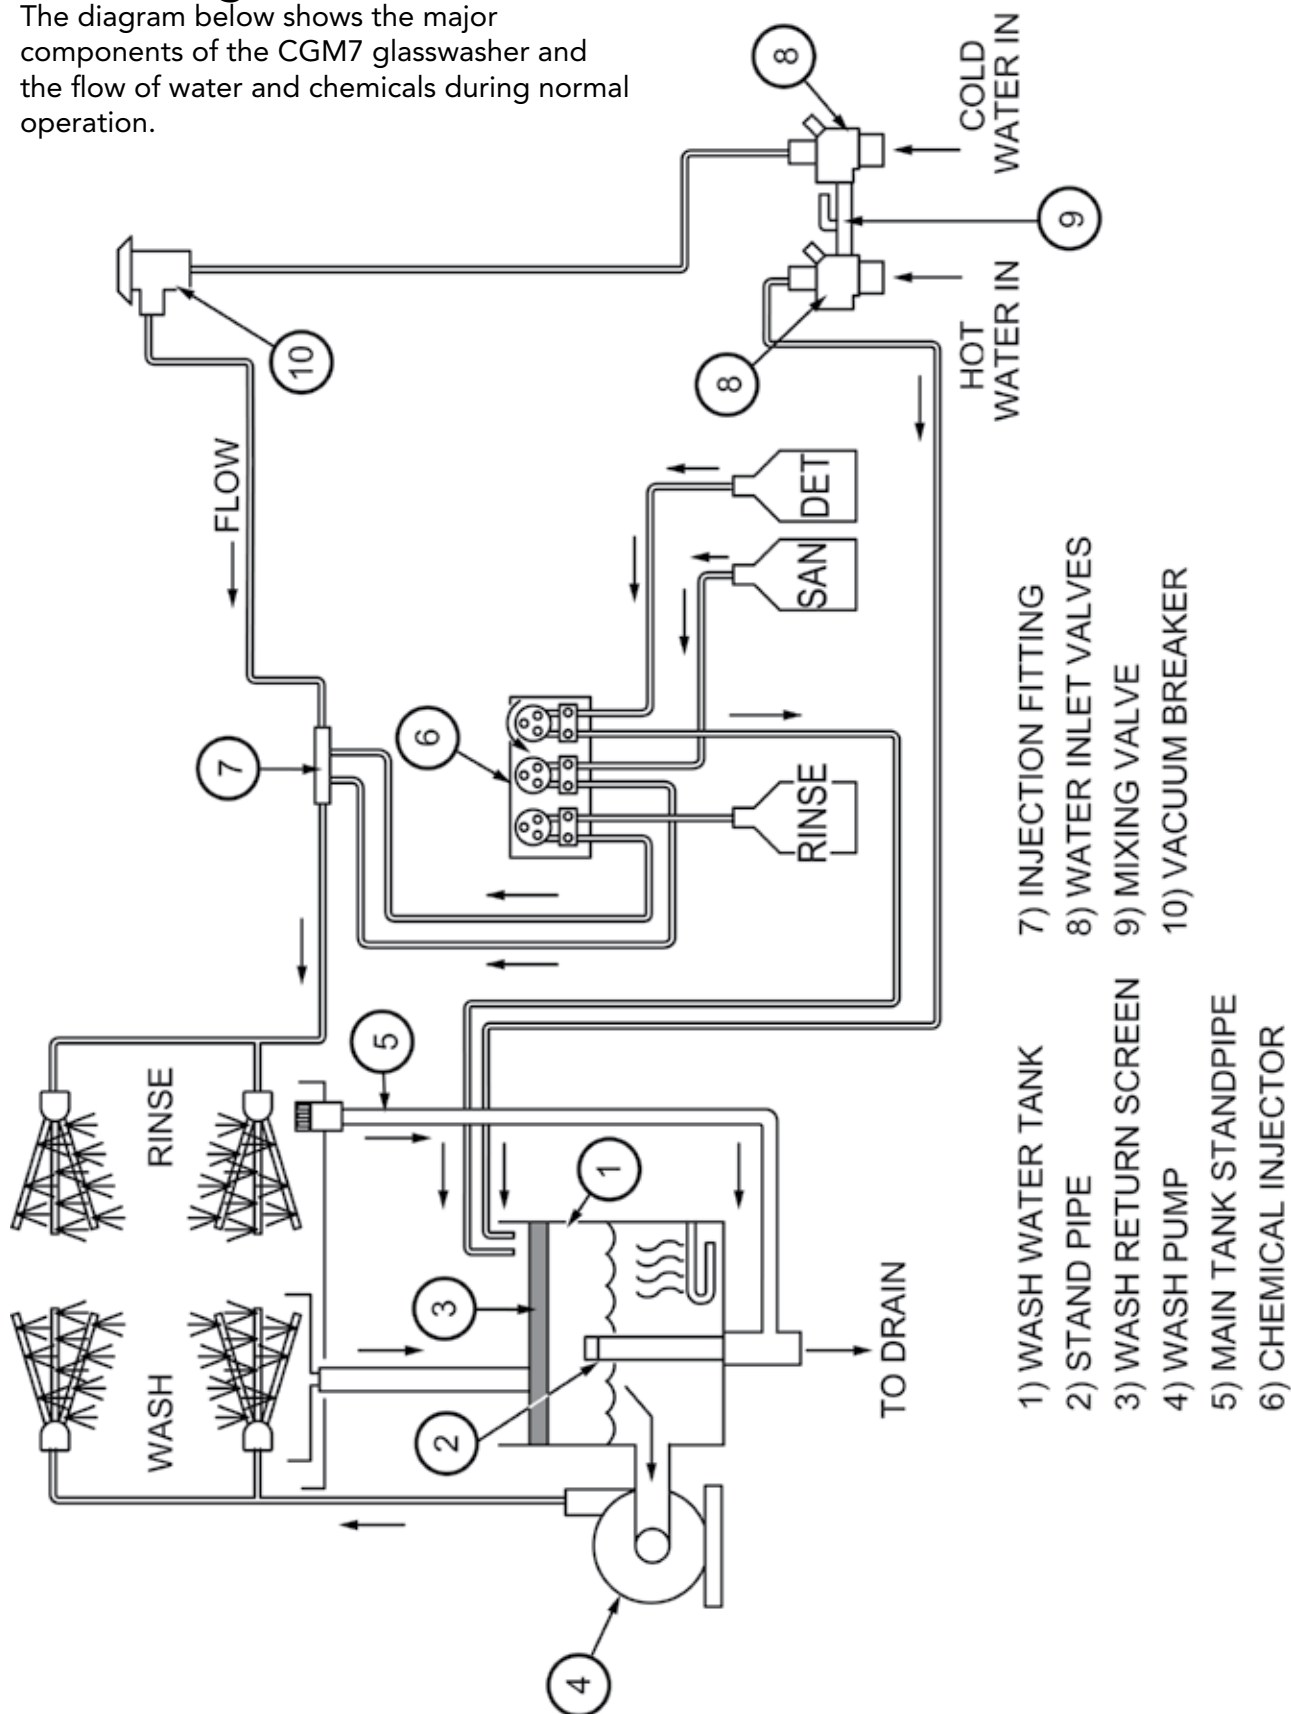 The diagram below shows the major
components of the CGM7 glasswasher and
the flow of water and chemicals during normal
operation.
8
COLD
WATER IN
9
10
HOT
WATER IN
8
FLOW
DET
SAN
6
7
RINSE
5
RINSE
1
3
WASH
2
TO DRAIN
4
1) WASH WATER TANK
2) STAND PIPE
3) WASH RETURN SCREEN
4) WASH PUMP
5) MAIN TANK STANDPIPE
6) CHEMICAL INJECTOR
7) INJECTION FITTING
8) WATER INLET VALVES
9) MIXING VALVE
10) VACUUM BREAKER